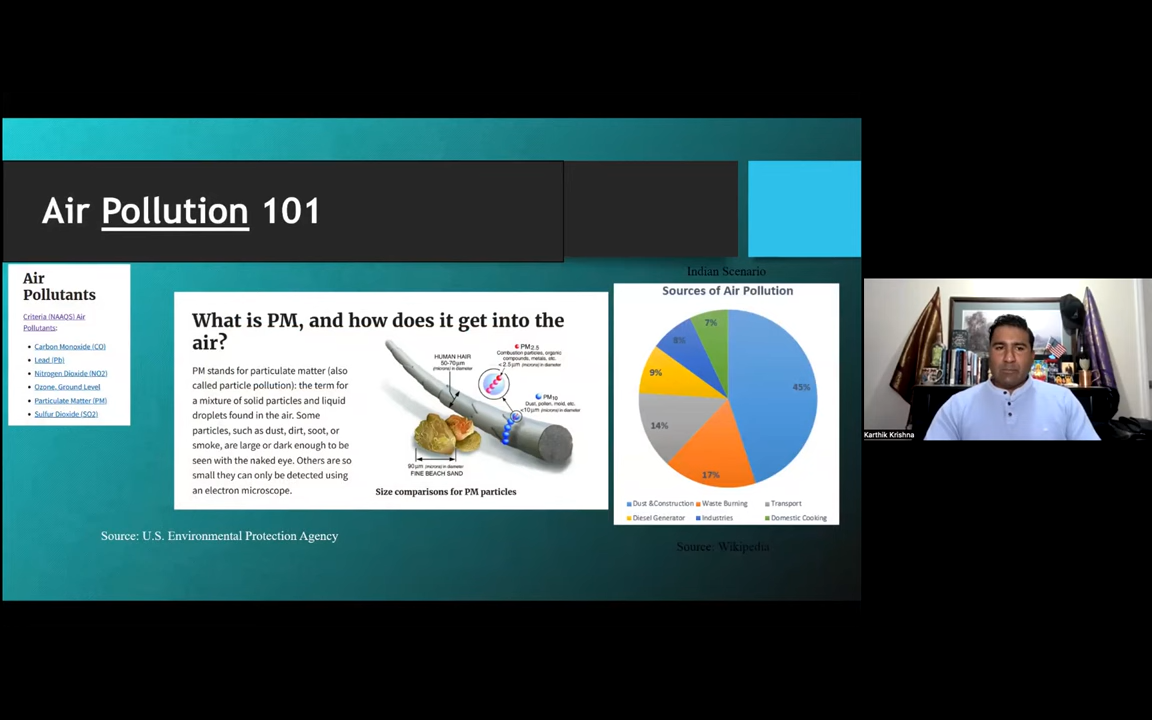 Air Pollution 101
Air
Pollutants
Criteria (NAAQS) Air
Pollutants:
Carbon Monoxide (CO)
Lead (Pb)
Nitrogen Dioxide (NO2)
Ozone, Ground Level
Particulate Matter (PM)
Sulfur Dioxide (SO2)
What is PM, and how does it get into the
air?
PM stands for particulate matter (also
called particle pollution): the term for
a mixture of solid particles and liquid
droplets found in the air. Some
particles, such as dust, dirt, soot, or
smoke, are large or dark enough to be
seen with the naked eye. Others are so
small they can only be detected using
an electron microscope.
HUMAN HAIR
50-70μm
(microns) in diameter
PM2.5
Combustion particles, organic
compounds, metals, etc.
<2.5μm (microns) in diameter
PM10
Dust, pollen, mold, etc.
<10μm (microns) in diameter
90μm (microns) in diameter
FINE BEACH SAND
Size comparisons for PM particles
Source: U.S. Environmental Protection Agency
Indian Scenario
Sources of Air Pollution
7%
8%
9%
14%
17%
45%
Dust &Construction Waste Burning Transport
Diesel Generator Industries Domestic Cooking
Source: Wikipedia
Karthik Krishna